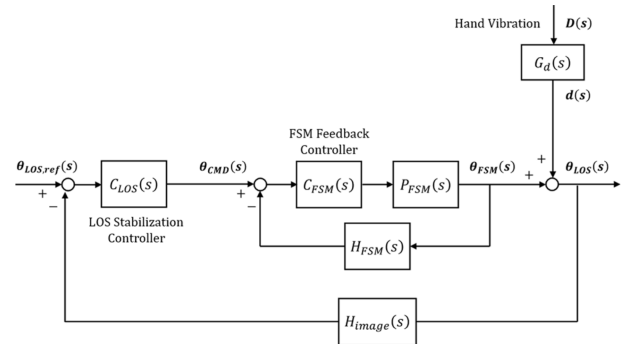 Hand Vibration
D(s)
G_d(s)
d(s)
FSM Feedback
Controller
θ_LOS,ref(s)
C_LOS(s)
θ_CMD(s)
C_FSM(s)
P_FSM(s)
θ_FSM(s)
θ_LOS(s)
+
−
−
+
+
LOS Stabilization
Controller
H_FSM(s)
H_image(s)